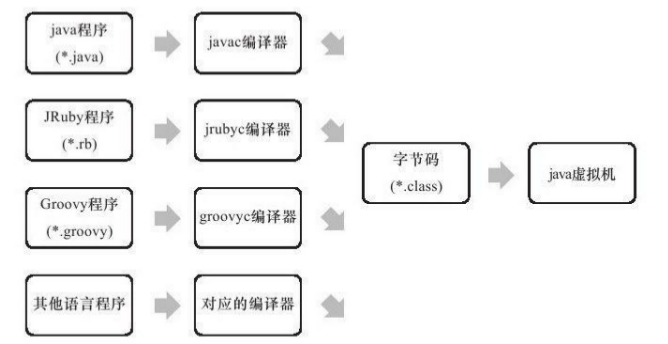 java程序
(*.java)
javac编译器
JRuby程序
(*.rb)
jrubyc编译器
Groovy程序
(*.groovy)
groovyc编译器
其他语言程序
对应的编译器
字节码
(*.class)
java虚拟机